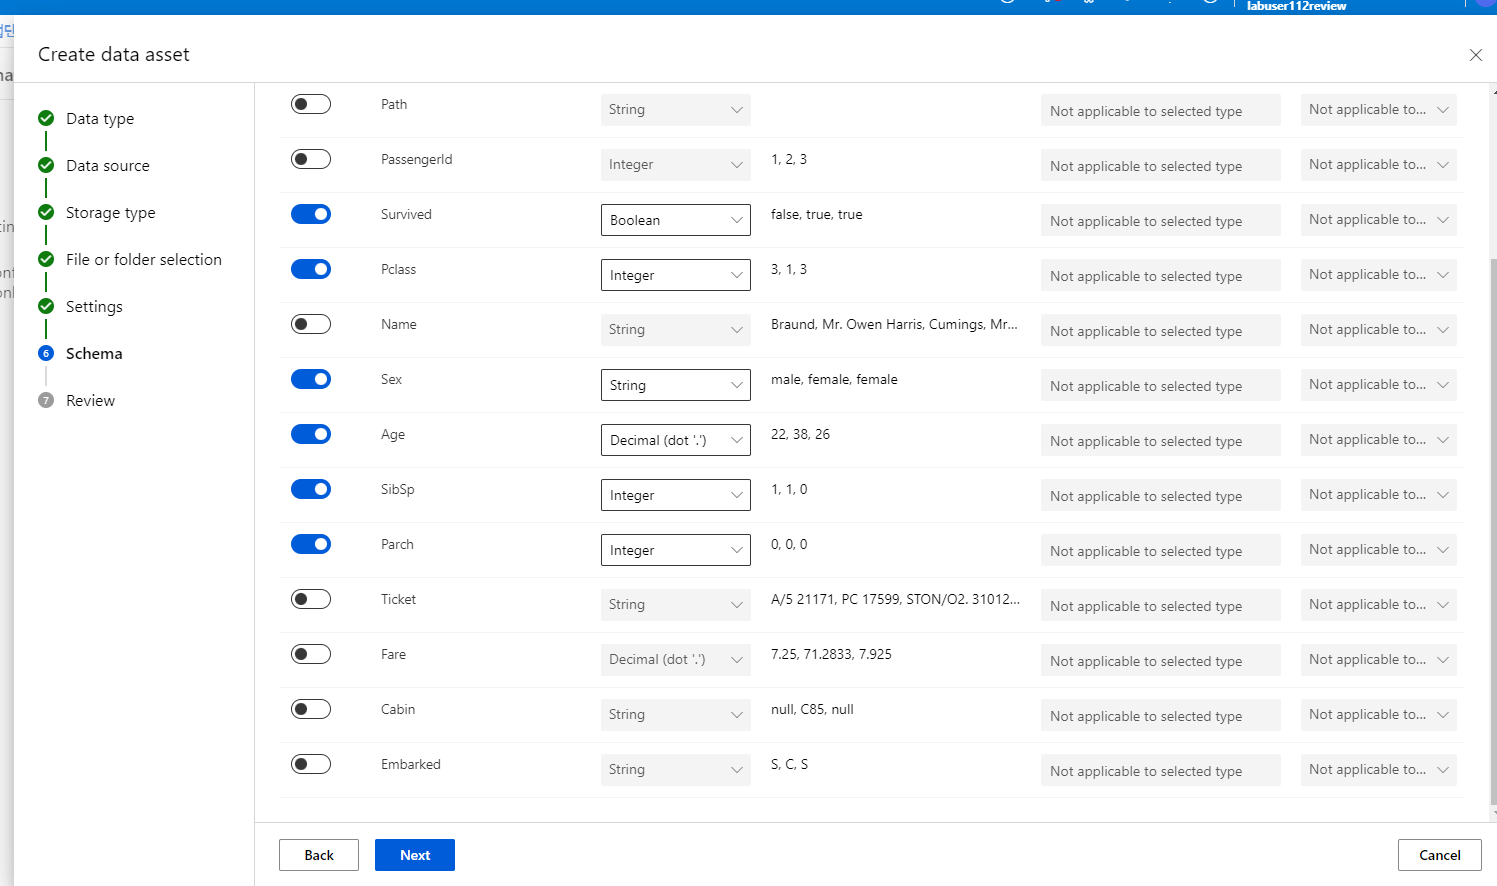 labuser112review
Create data asset
Data type
Data source
Storage type
File or folder selection
Settings
6 Schema
7 Review
Path String Not applicable to selected type Not applicable to...
PassengerId Integer 1, 2, 3 Not applicable to selected type Not applicable to...
Survived Boolean false, true, true Not applicable to selected type Not applicable to...
Pclass Integer 3, 1, 3 Not applicable to selected type Not applicable to...
Name String Braund, Mr. Owen Harris, Cumings, Mr... Not applicable to selected type Not applicable to...
Sex String male, female, female Not applicable to selected type Not applicable to...
Age Decimal (dot '.') 22, 38, 26 Not applicable to selected type Not applicable to...
SibSp Integer 1, 1, 0 Not applicable to selected type Not applicable to...
Parch Integer 0, 0, 0 Not applicable to selected type Not applicable to...
Ticket String A/5 21171, PC 17599, STON/O2. 31012... Not applicable to selected type Not applicable to...
Fare Decimal (dot '.') 7.25, 71.2833, 7.925 Not applicable to selected type Not applicable to...
Cabin String null, C85, null Not applicable to selected type Not applicable to...
Embarked String S, C, S Not applicable to selected type Not applicable to...
Back Next Cancel